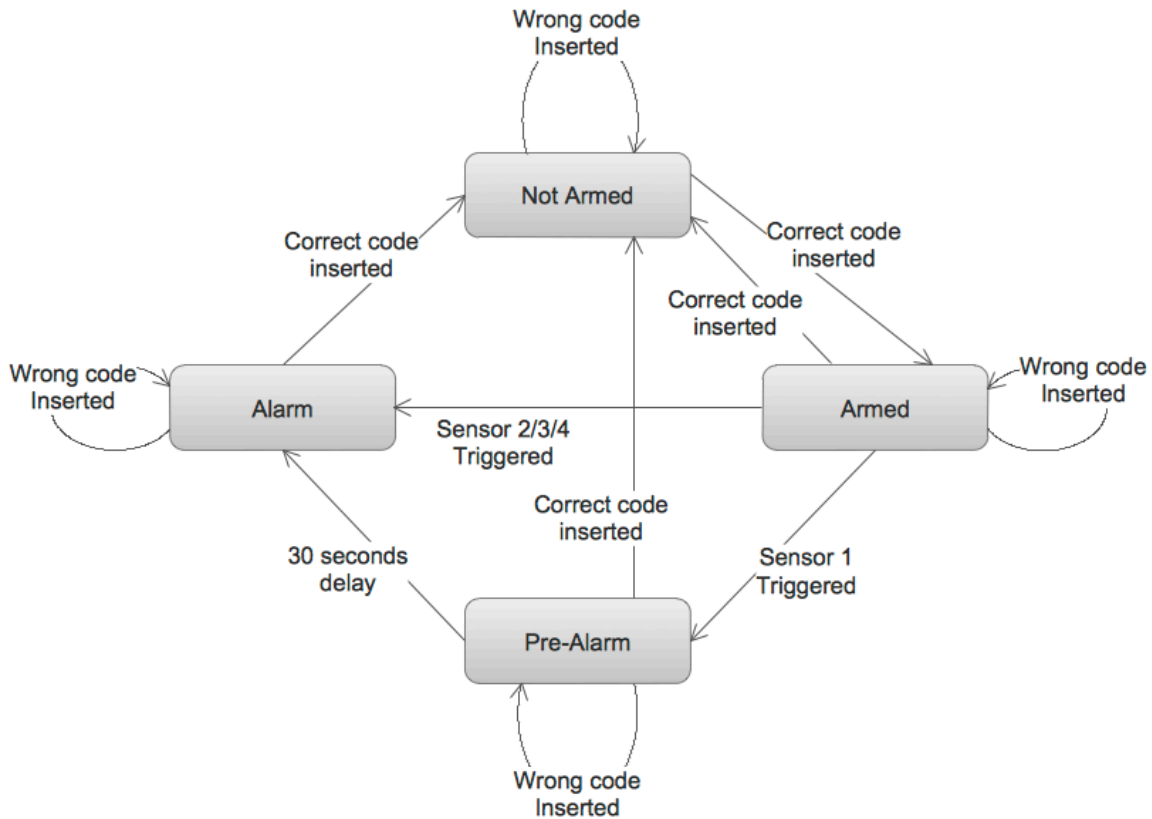 Wrong code
Inserted
Not Armed
Correct code
inserted
Correct code
inserted
Correct code
inserted
Wrong code
Inserted
Alarm
Armed
Wrong code
Inserted
Sensor 2/3/4
Triggered
Correct code
inserted
30 seconds
delay
Sensor 1
Triggered
Pre-Alarm
Wrong code
Inserted